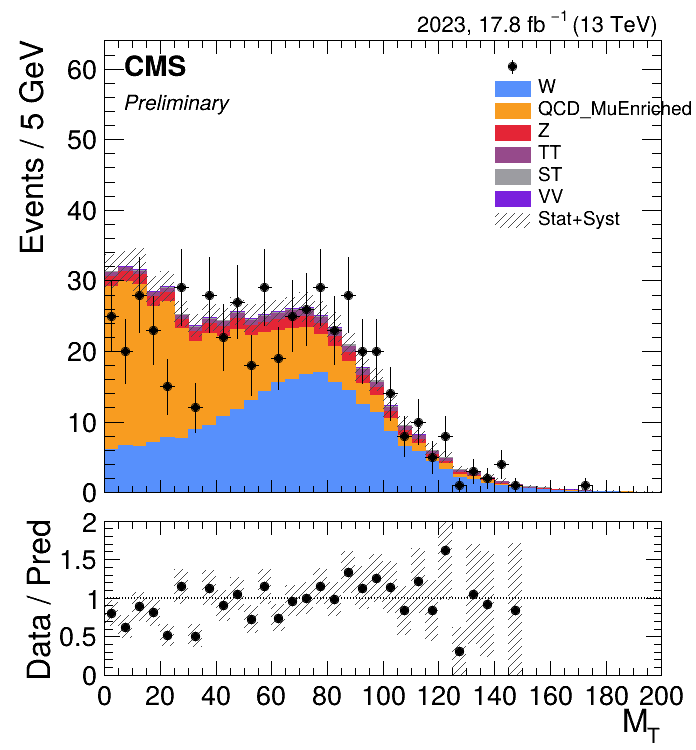 2023, 17.8 fb⁻¹ (13 TeV)
CMS
Preliminary
W
QCD_MuEnriched
Z
TT
ST
VV
Stat+Syst
Events / 5 GeV
60
50
40
30
20
10
0
Data / Pred
2
1.5
1
0.5
0
0 20 40 60 80 100 120 140 160 180 200
M_T